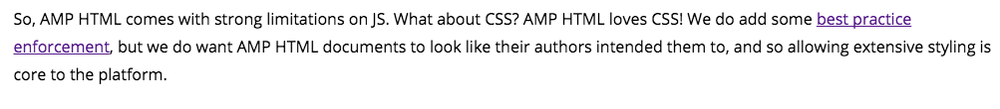 So, AMP HTML comes with strong limitations on JS. What about CSS? AMP HTML loves CSS! We do add some best practice
enforcement, but we do want AMP HTML documents to look like their authors intended them to, and so allowing extensive styling is
core to the platform.